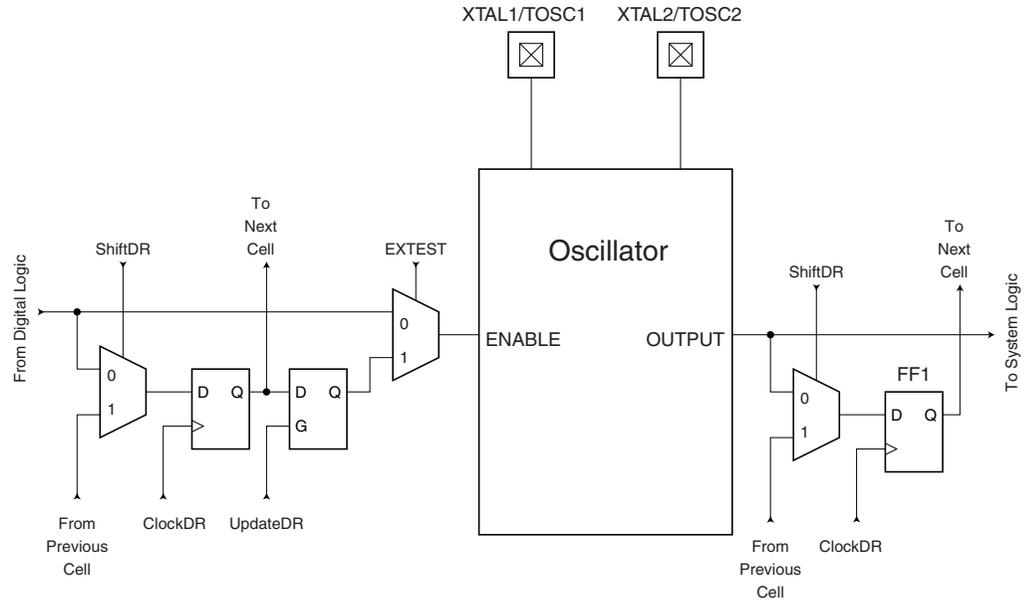 XTAL1/TOSC1
XTAL2/TOSC2
To
Next
Cell
ShiftDR
EXTEST
From Digital Logic
0
1
D
Q
D
Q
G
0
1
From
Previous
Cell
ClockDR
UpdateDR
Oscillator
ENABLE
OUTPUT
To
Next
Cell
ShiftDR
To System Logic
FF1
0
1
D
Q
From
Previous
Cell
ClockDR